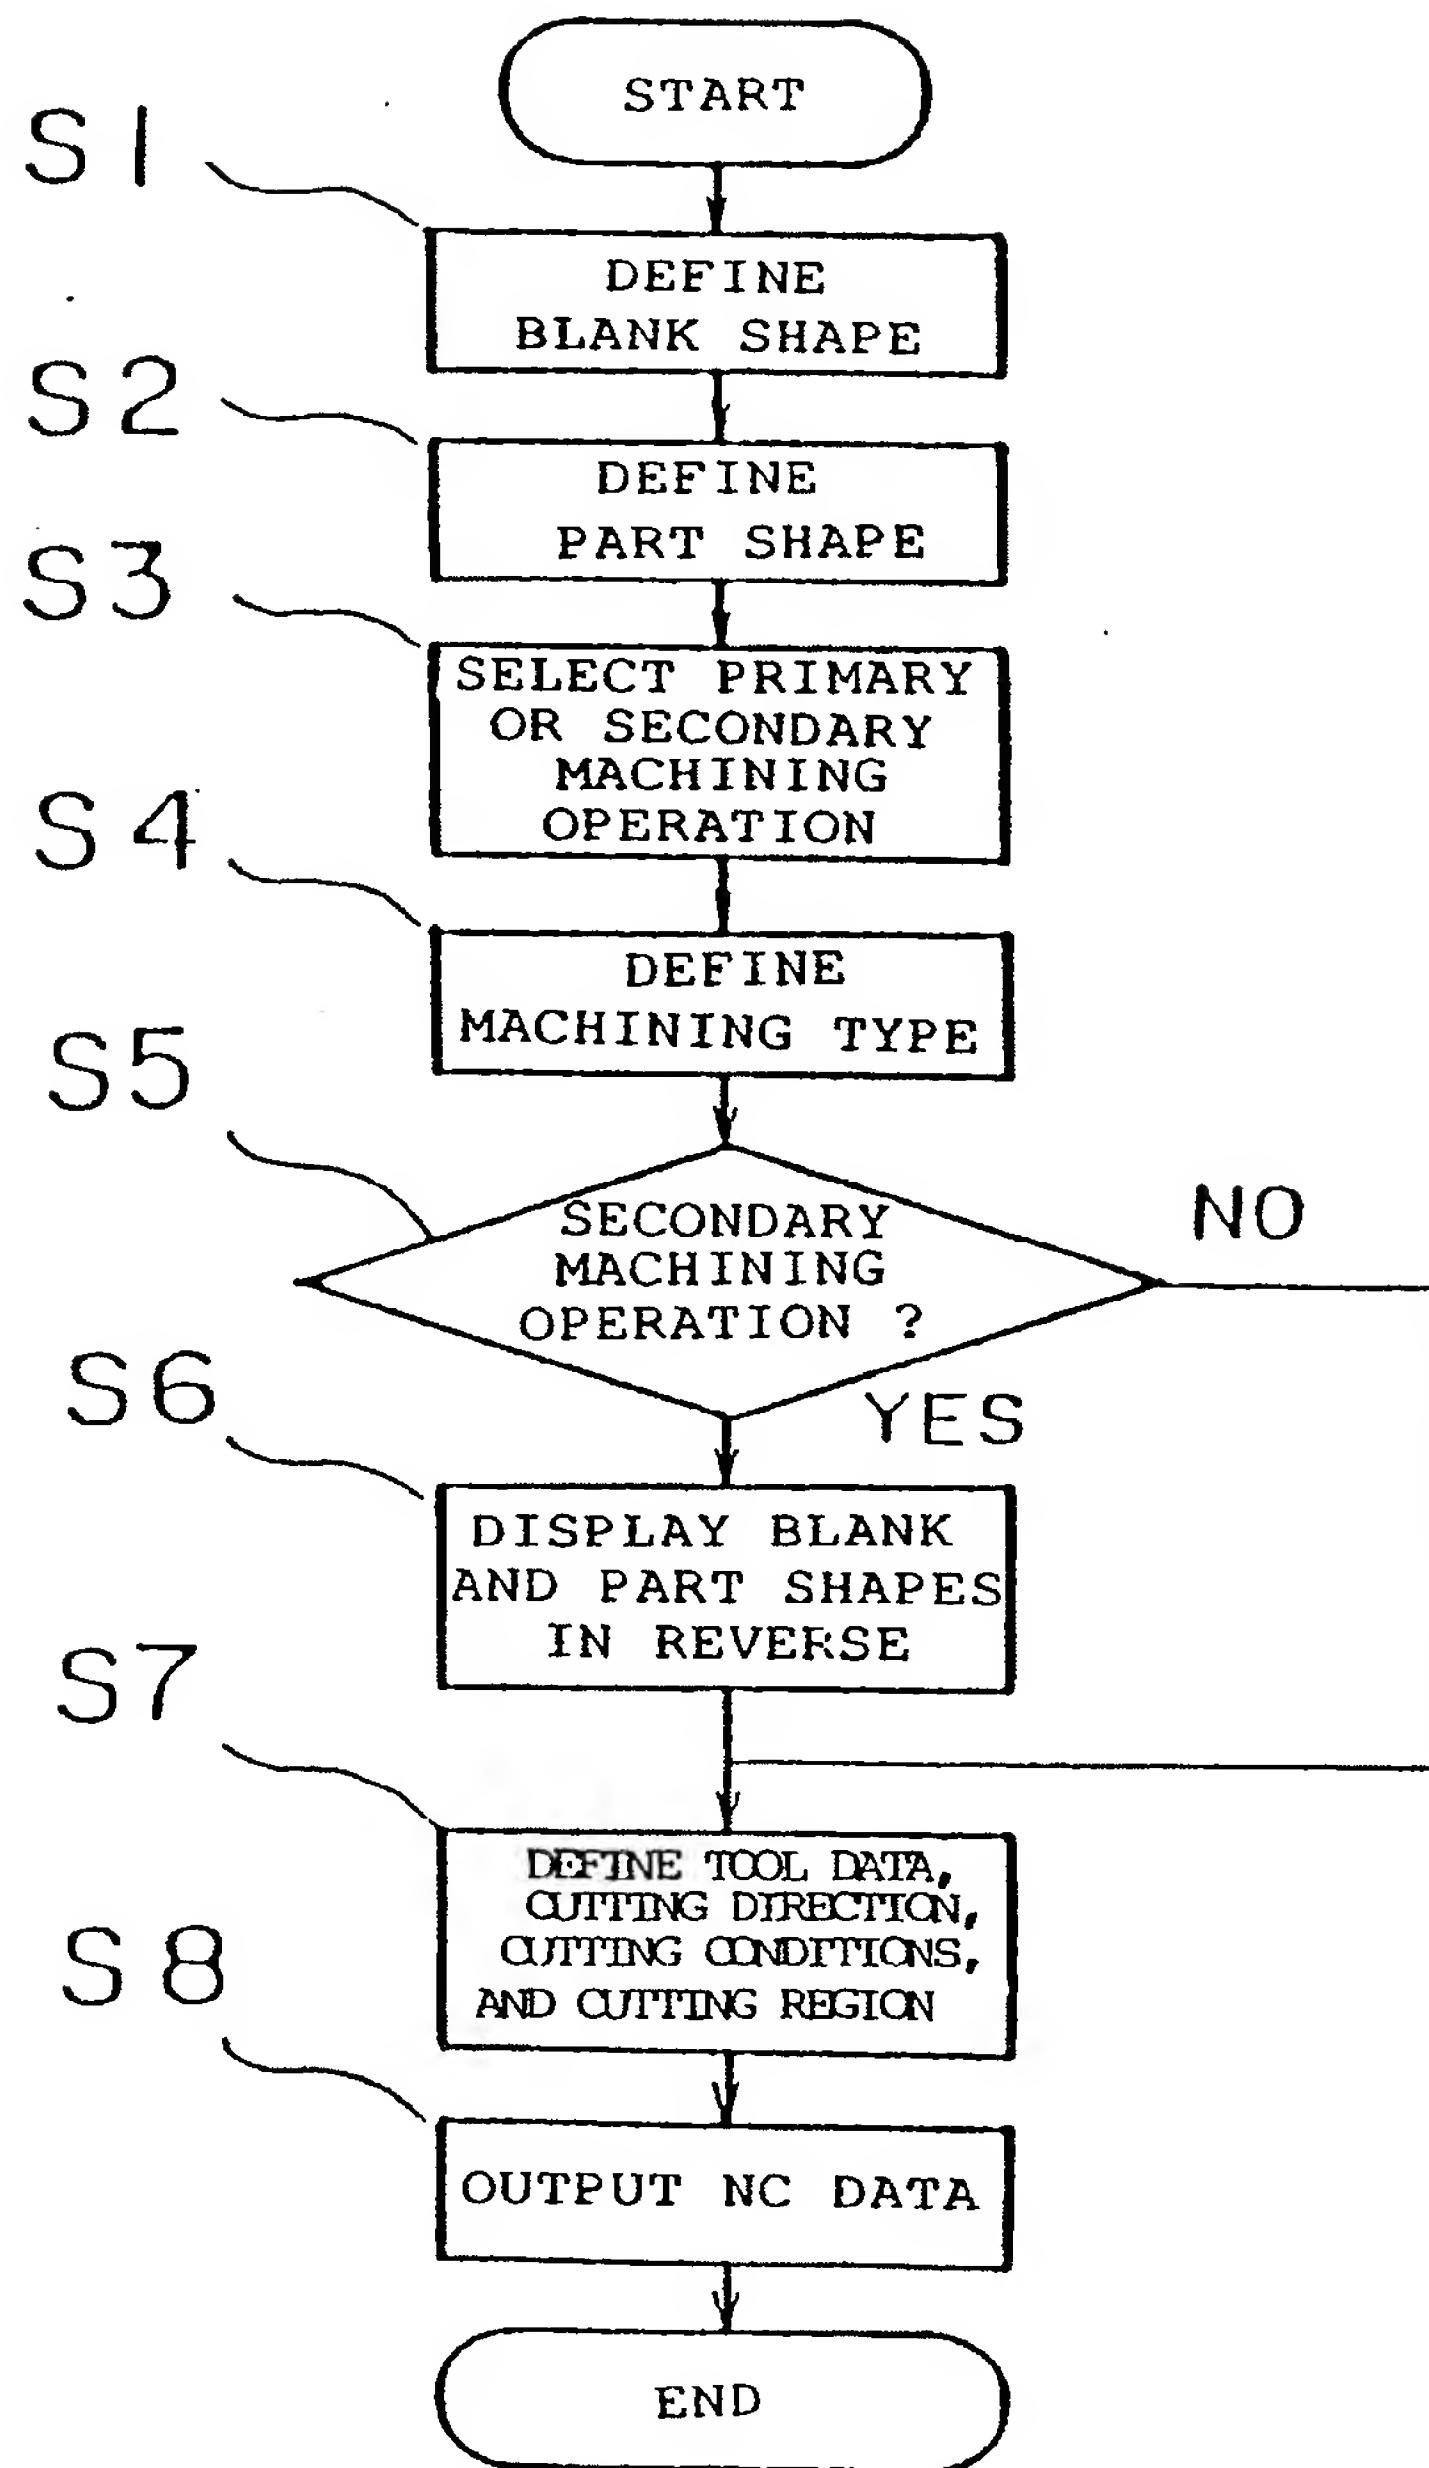 START
S1
DEFINE
BLANK SHAPE
S2
DEFINE
PART SHAPE
S3
SELECT PRIMARY
OR SECONDARY
MACHINING
OPERATION
S4
DEFINE
MACHINING TYPE
S5
SECONDARY
MACHINING
OPERATION ?
NO
YES
S6
DISPLAY BLANK
AND PART SHAPES
IN REVERSE
S7
DEFINE TOOL DATA,
CUTTING DIRECTION,
CUTTING CONDITIONS,
AND CUTTING REGION
S8
OUTPUT NC DATA
END